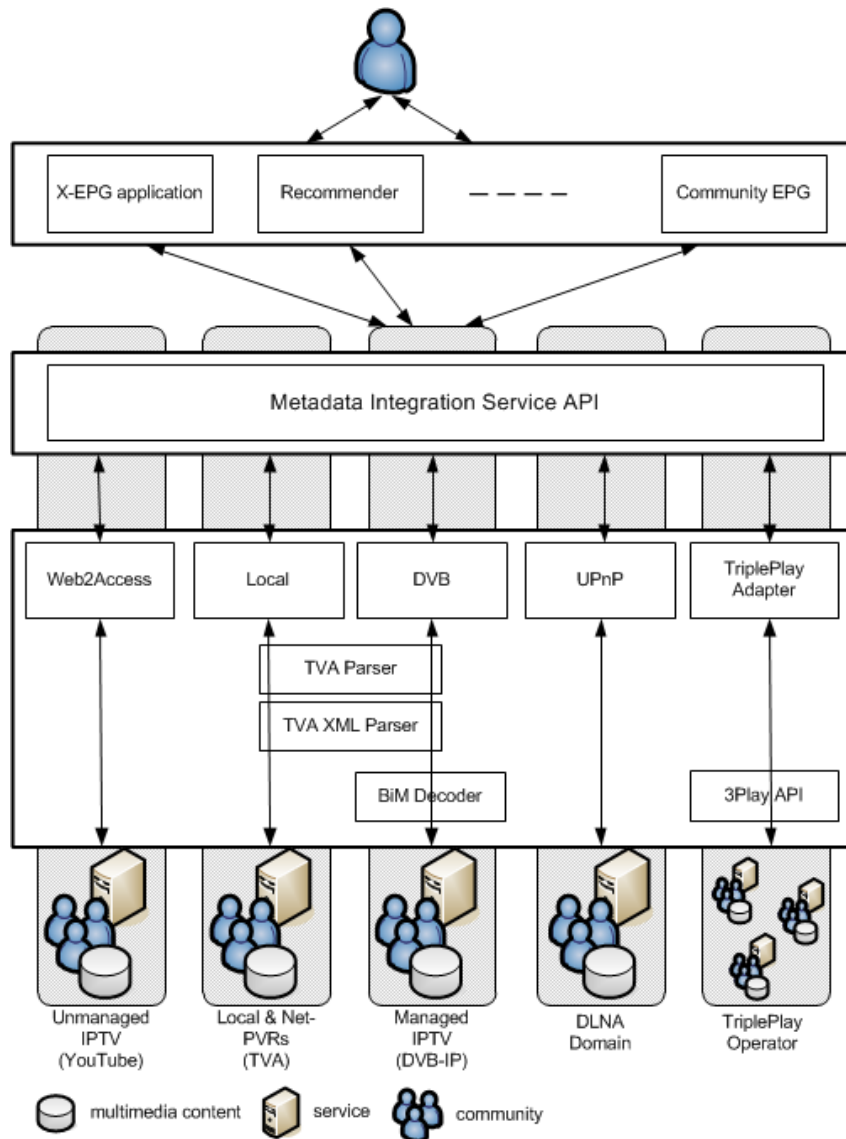 X-EPG application
Recommender
Community EPG
Metadata Integration Service API
Web2Access
Local
DVB
UPnP
TriplePlay
Adapter
TVA Parser
TVA XML Parser
BiM Decoder
3Play API
Unmanaged
IPTV
(YouTube)
Local & Net-
PVRs
(TVA)
Managed
IPTV
(DVB-IP)
DLNA
Domain
TriplePlay
Operator
multimedia content
service
community